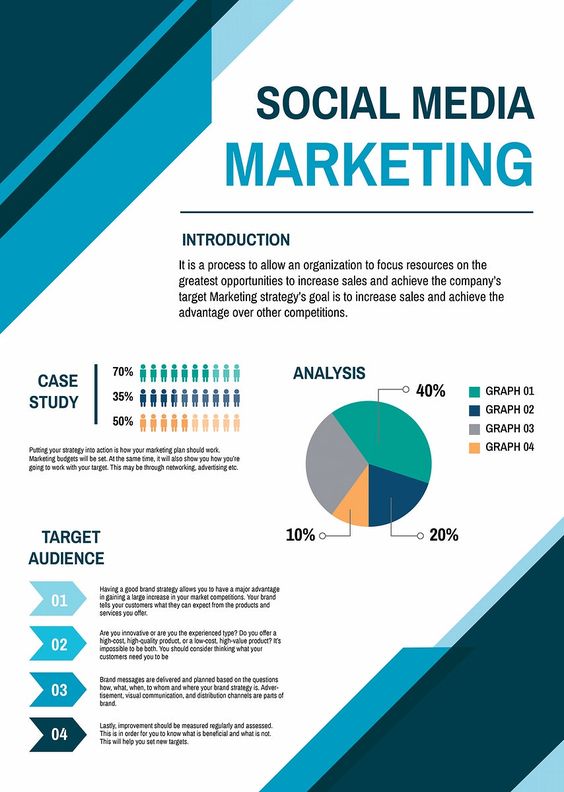 SOCIAL MEDIA
MARKETING
INTRODUCTION
It is a process to allow an organization to focus resources on the
greatest opportunities to increase sales and achieve the company's
target Marketing strategy's goal is to increase sales and achieve the
advantage over other competitions.
CASE
STUDY
70%
35%
50%
Putting your strategy into action is how your marketing plan should work.
Marketing budgets will be set. At the same time, it will also show you how you're
going to work with your target. This may be through networking, advertising etc.
ANALYSIS
40%
10%
20%
GRAPH 01
GRAPH 02
GRAPH 03
GRAPH 04
TARGET
AUDIENCE
01
Having a good brand strategy allows you to have a major advantage
in gaining a large increase in your market competitions. Your brand
tells your customers what they can expect from the products and
services you offer.
02
Are you innovative or are you the experienced type? Do you offer a
high-cost, high-quality product, or a low-cost, high-value product? It's
impossible to be both. You should consider thinking what your
customers need you to be
03
Brand messages are delivered and planned based on the questions
how, what, when, to whom and where your brand strategy is. Adver-
tisement, visual communication, and distribution channels are parts of
brand.
04
Lastly, improvement should be measured regularly and assessed.
This is in order for you to know what is beneficial and what is not.
This will help you set new targets.